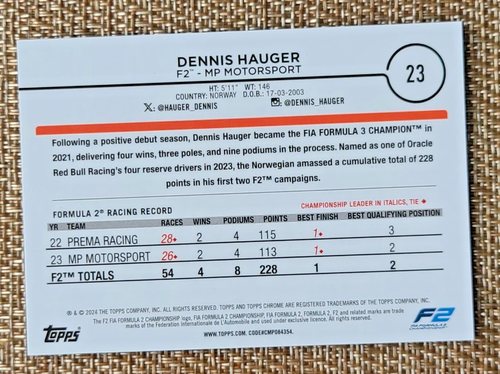 DENNIS HAUGER
F2™ - MP MOTORSPORT
23
HT: 5'11" WT: 146
COUNTRY: NORWAY D.O.B.: 17-03-2003
X: @HAUGER_DENNIS : @DENNIS_HAUGER
Following a positive debut season, Dennis Hauger became the FIA FORMULA 3 CHAMPION™ in
2021, delivering four wins, three poles, and nine podiums in the process. Named as one of Oracle
Red Bull Racing's four reserve drivers in 2023, the Norwegian amassed a cumulative total of 228
points in his first two F2™ campaigns.
FORMULA 2® RACING RECORD CHAMPIONSHIP LEADER IN ITALICS, TIE ♦
YR TEAM RACES WINS PODIUMS POINTS BEST FINISH BEST QUALIFYING POSITION
22 PREMA RACING 28♦ 2 4 115 1♦ 3
23 MP MOTORSPORT 26♦ 2 4 113 1♦ 2
F2™ TOTALS 54 4 8 228 1 2
® & © 2024 THE TOPPS COMPANY, INC. ALL RIGHTS RESERVED. TOPPS AND TOPPS CHROME ARE REGISTERED TRADEMARKS OF THE TOPPS COMPANY, INC.
The F2 FIA FORMULA 2 CHAMPIONSHIP logo, FIA FORMULA 2 CHAMPIONSHIP, FIA FORMULA 2, FORMULA 2, F2 and related marks are trade
marks of the Federation Internationale de L'Automobile and used under exclusive licence. All rights reserved.
TOPPS
WWW.TOPPS.COM. CODE#CMP084354.
F2
FIA FORMULA 2
CHAMPIONSHIP